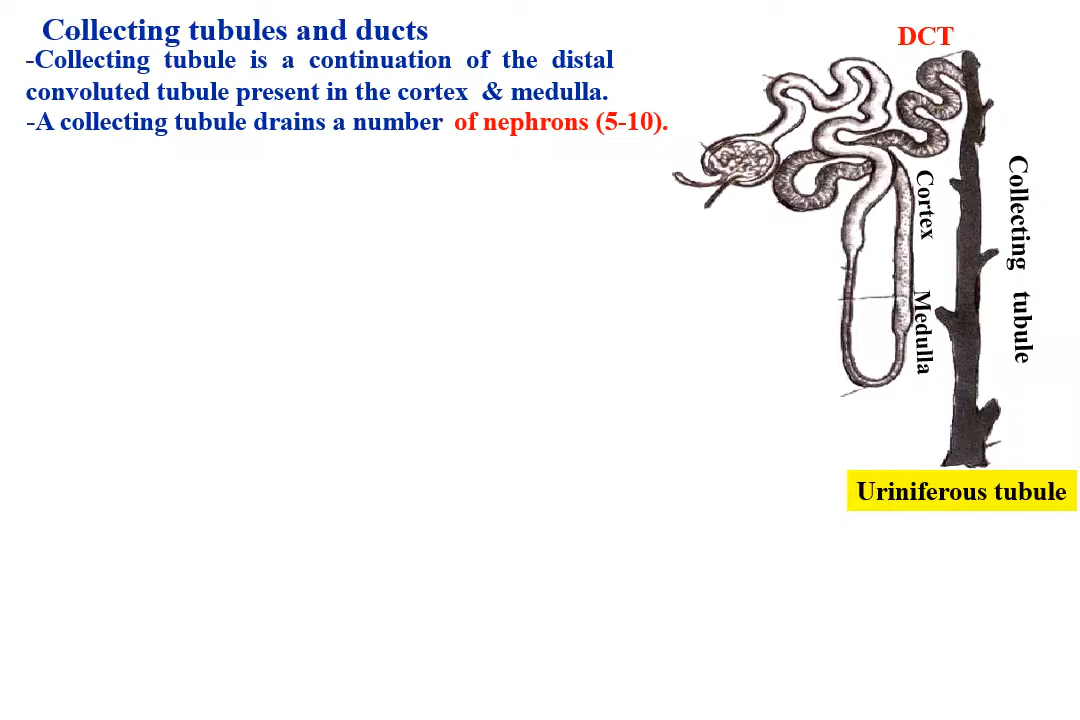 Collecting tubules and ducts
-Collecting tubule is a continuation of the distal
convoluted tubule present in the cortex & medulla.
-A collecting tubule drains a number of nephrons (5-10).
DCT
Cortex
Medulla
Collecting tubule
Uriniferous tubule